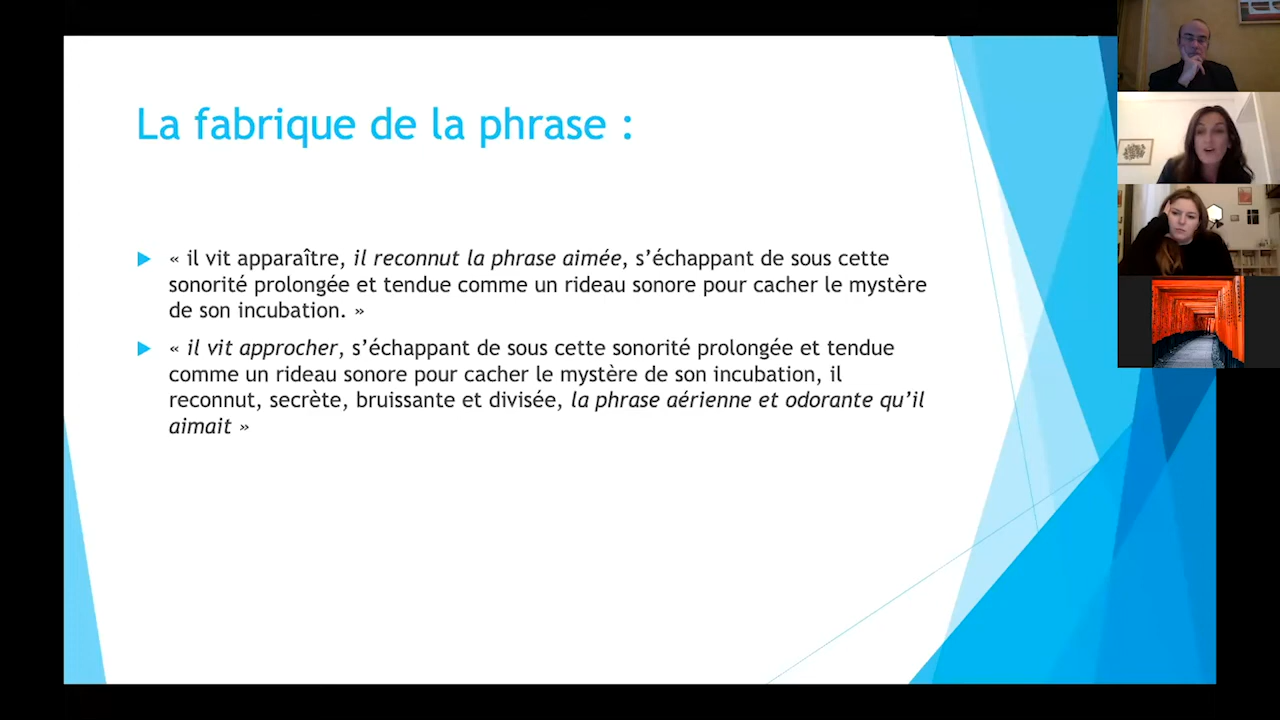 La fabrique de la phrase :
« il vit apparaître, il reconnut la phrase aimée, s’échappant de sous cette
sonorité prolongée et tendue comme un rideau sonore pour cacher le mystère
de son incubation. »
« il vit approcher, s’échappant de sous cette sonorité prolongée et tendue
comme un rideau sonore pour cacher le mystère de son incubation, il
reconnut, secrète, bruissante et divisée, la phrase aérienne et odorante qu’il
aimait »